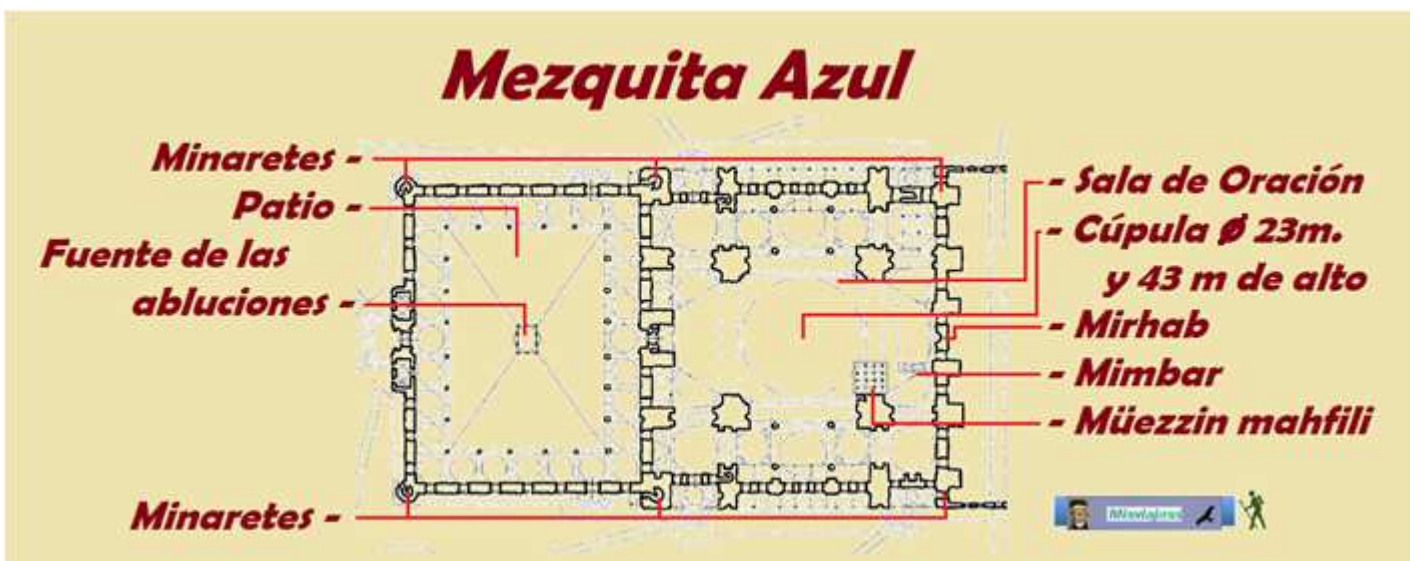 Mezquita Azul
Minaretes -
Patio -
Fuente de las
abluciones -
Minaretes -
- Sala de Oración
- Cúpula Ø 23m.
y 43 m de alto
- Mirhab
- Mimbar
- Müezzin mahfili